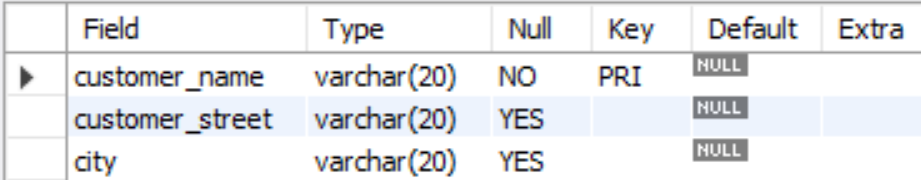 Field Type Null Key Default Extra
customer_name varchar(20) NO PRI NULL
customer_street varchar(20) YES NULL
city varchar(20) YES NULL